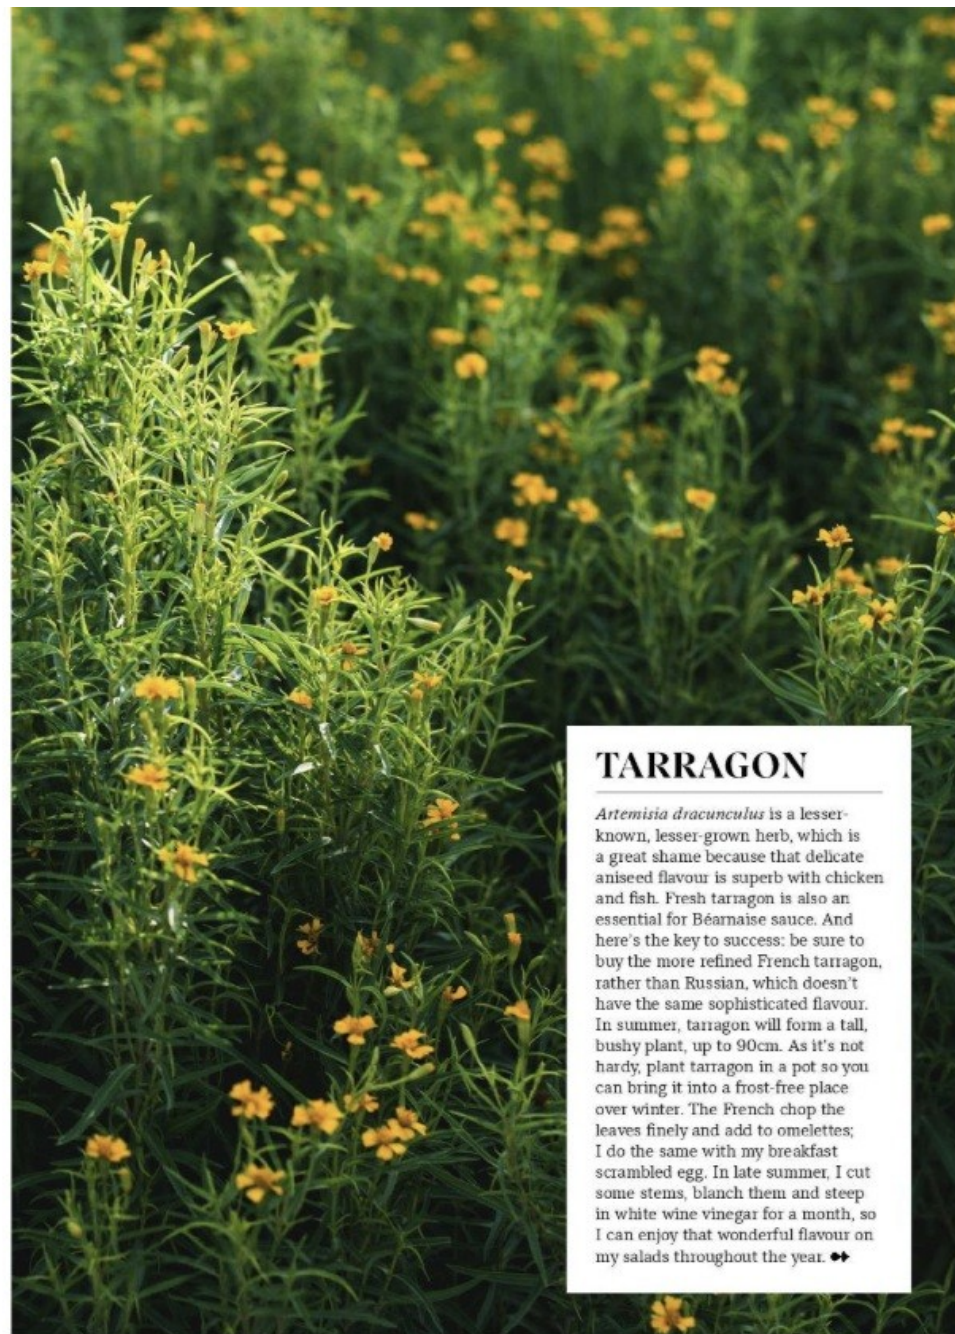 TARRAGON
Artemisia dracunculus is a lesser-
known, lesser-grown herb, which is
a great shame because that delicate
aniseed flavour is superb with chicken
and fish. Fresh tarragon is also an
essential for Béarnaise sauce. And
here's the key to success: be sure to
buy the more refined French tarragon,
rather than Russian, which doesn't
have the same sophisticated flavour.
In summer, tarragon will form a tall,
bushy plant, up to 90cm. As it's not
hardy, plant tarragon in a pot so you
can bring it into a frost-free place
over winter. The French chop the
leaves finely and add to omelettes;
I do the same with my breakfast
scrambled egg. In late summer, I cut
some stems, blanch them and steep
in white wine vinegar for a month, so
I can enjoy that wonderful flavour on
my salads throughout the year.